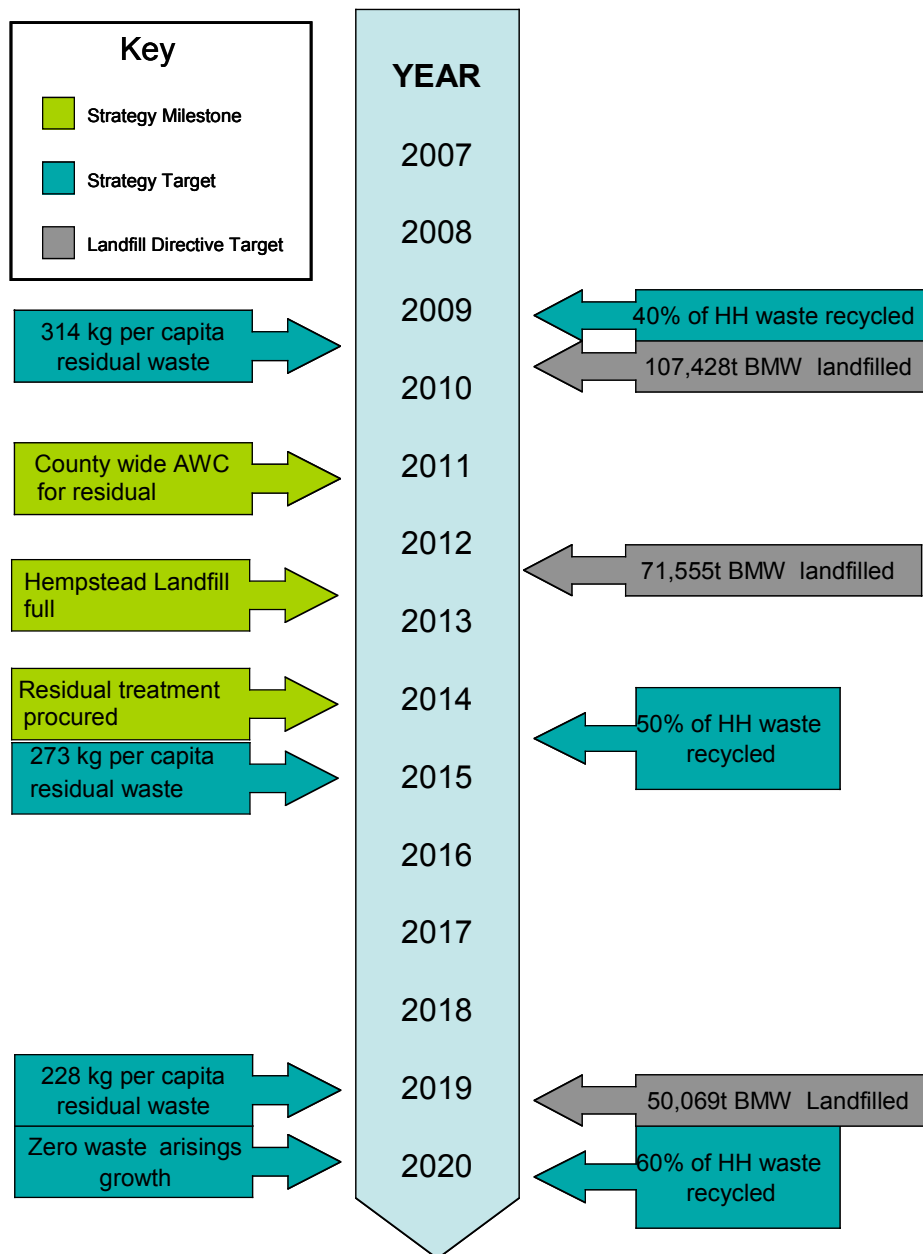 Key
Strategy Milestone
Strategy Target
Landfill Directive Target
YEAR
2007
2008
2009
2010
2011
2012
2013
2014
2015
2016
2017
2018
2019
2020
314 kg per capita
residual waste
County wide AWC
for residual
Hempstead Landfill
full
Residual treatment
procured
273 kg per capita
residual waste
228 kg per capita
residual waste
Zero waste arisings
growth
40% of HH waste recycled
107,428t BMW landfilled
71,555t BMW landfilled
50% of HH waste
recycled
50,069t BMW Landfilled
60% of HH waste
recycled